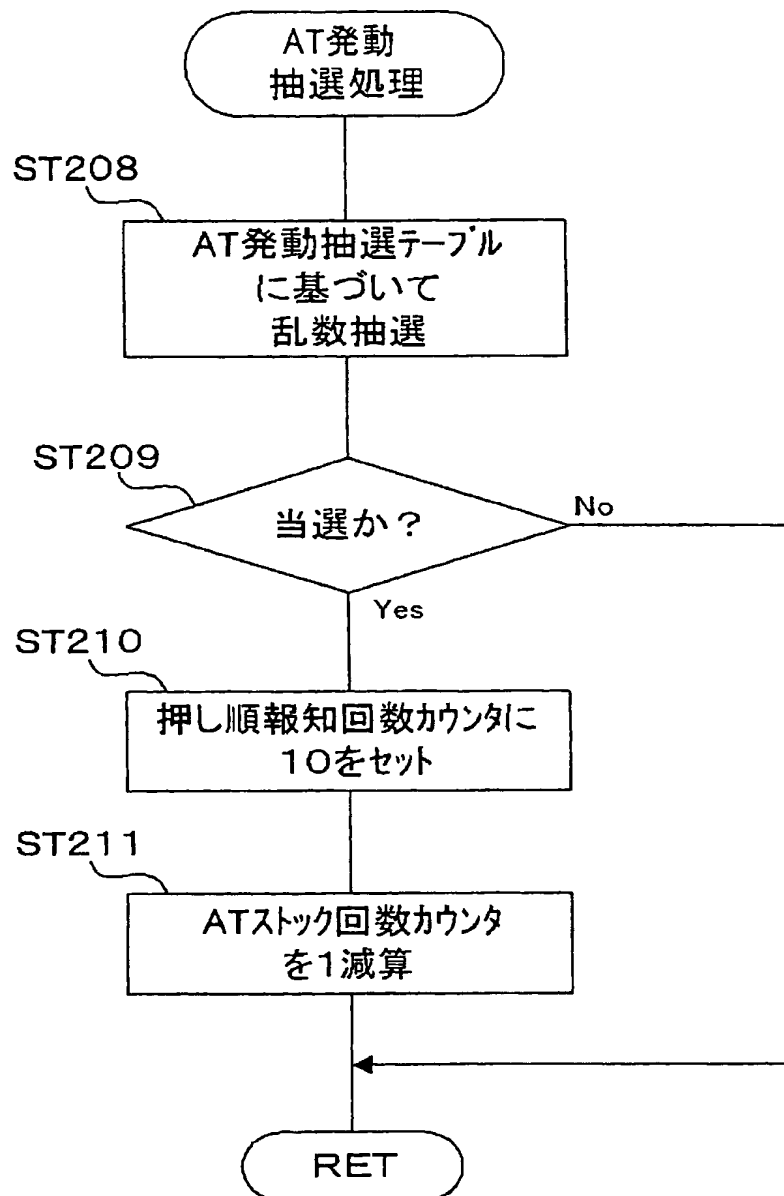 AT発動
抽選処理
ST208
AT発動抽選テーブル
に基づいて
乱数抽選
ST209
当選か？
No
Yes
ST210
押し順報知回数カウンタに
10をセット
ST211
ATストック回数カウンタ
を1減算
RET